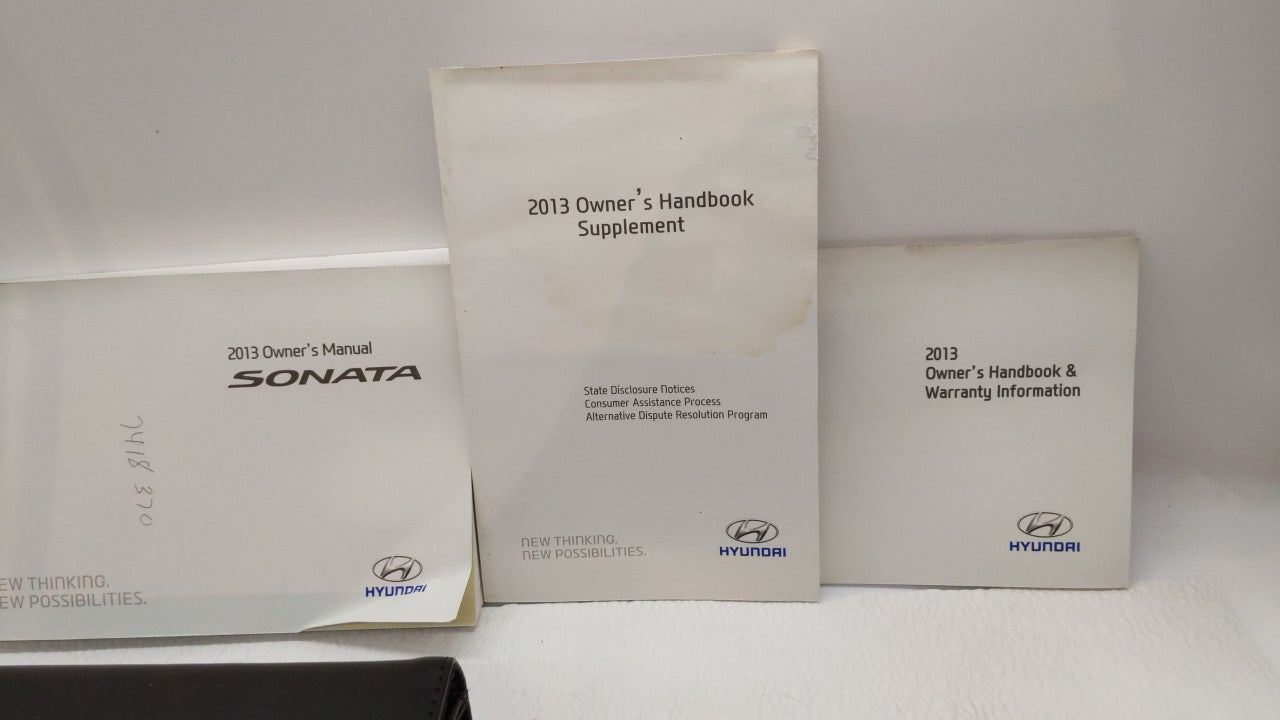 2013 Owner's Manual
SONATA
7418 370
EW THINKING.
EW POSSIBILITIES.
HYUNDAI
2013 Owner's Handbook
Supplement
State Disclosure Notices
Consumer Assistance Process
Alternative Dispute Resolution Program
NEW THINKING.
NEW POSSIBILITIES.
HYUNDAI
2013
Owner's Handbook &
Warranty Information
HYUNDAI